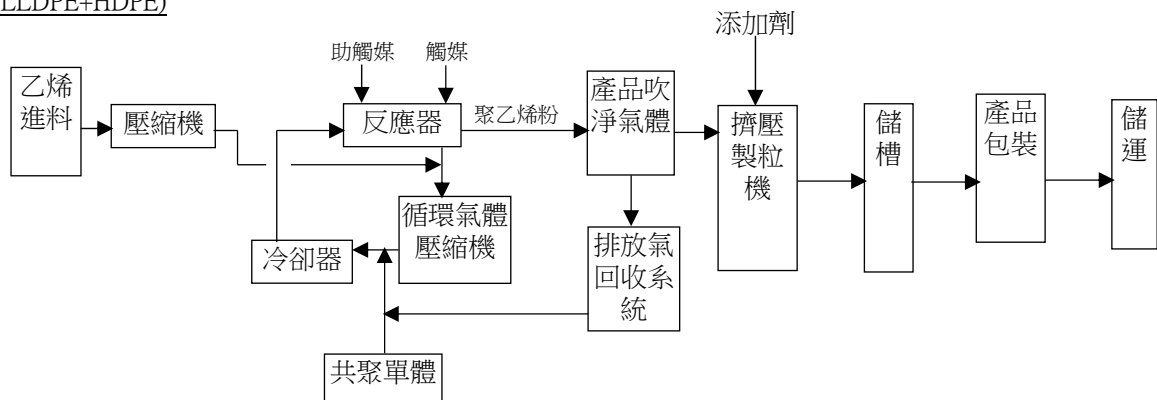 LLDPE+HDPE)
添加劑
助觸媒
觸媒
乙烯
進料
壓縮機
反應器
聚乙烯粉
產品吹
淨氣體
擠壓
製粒
機
儲
槽
產品
包裝
儲
運
循環氣體
壓縮機
冷卻器
排放氣
回收系
統
共聚單體